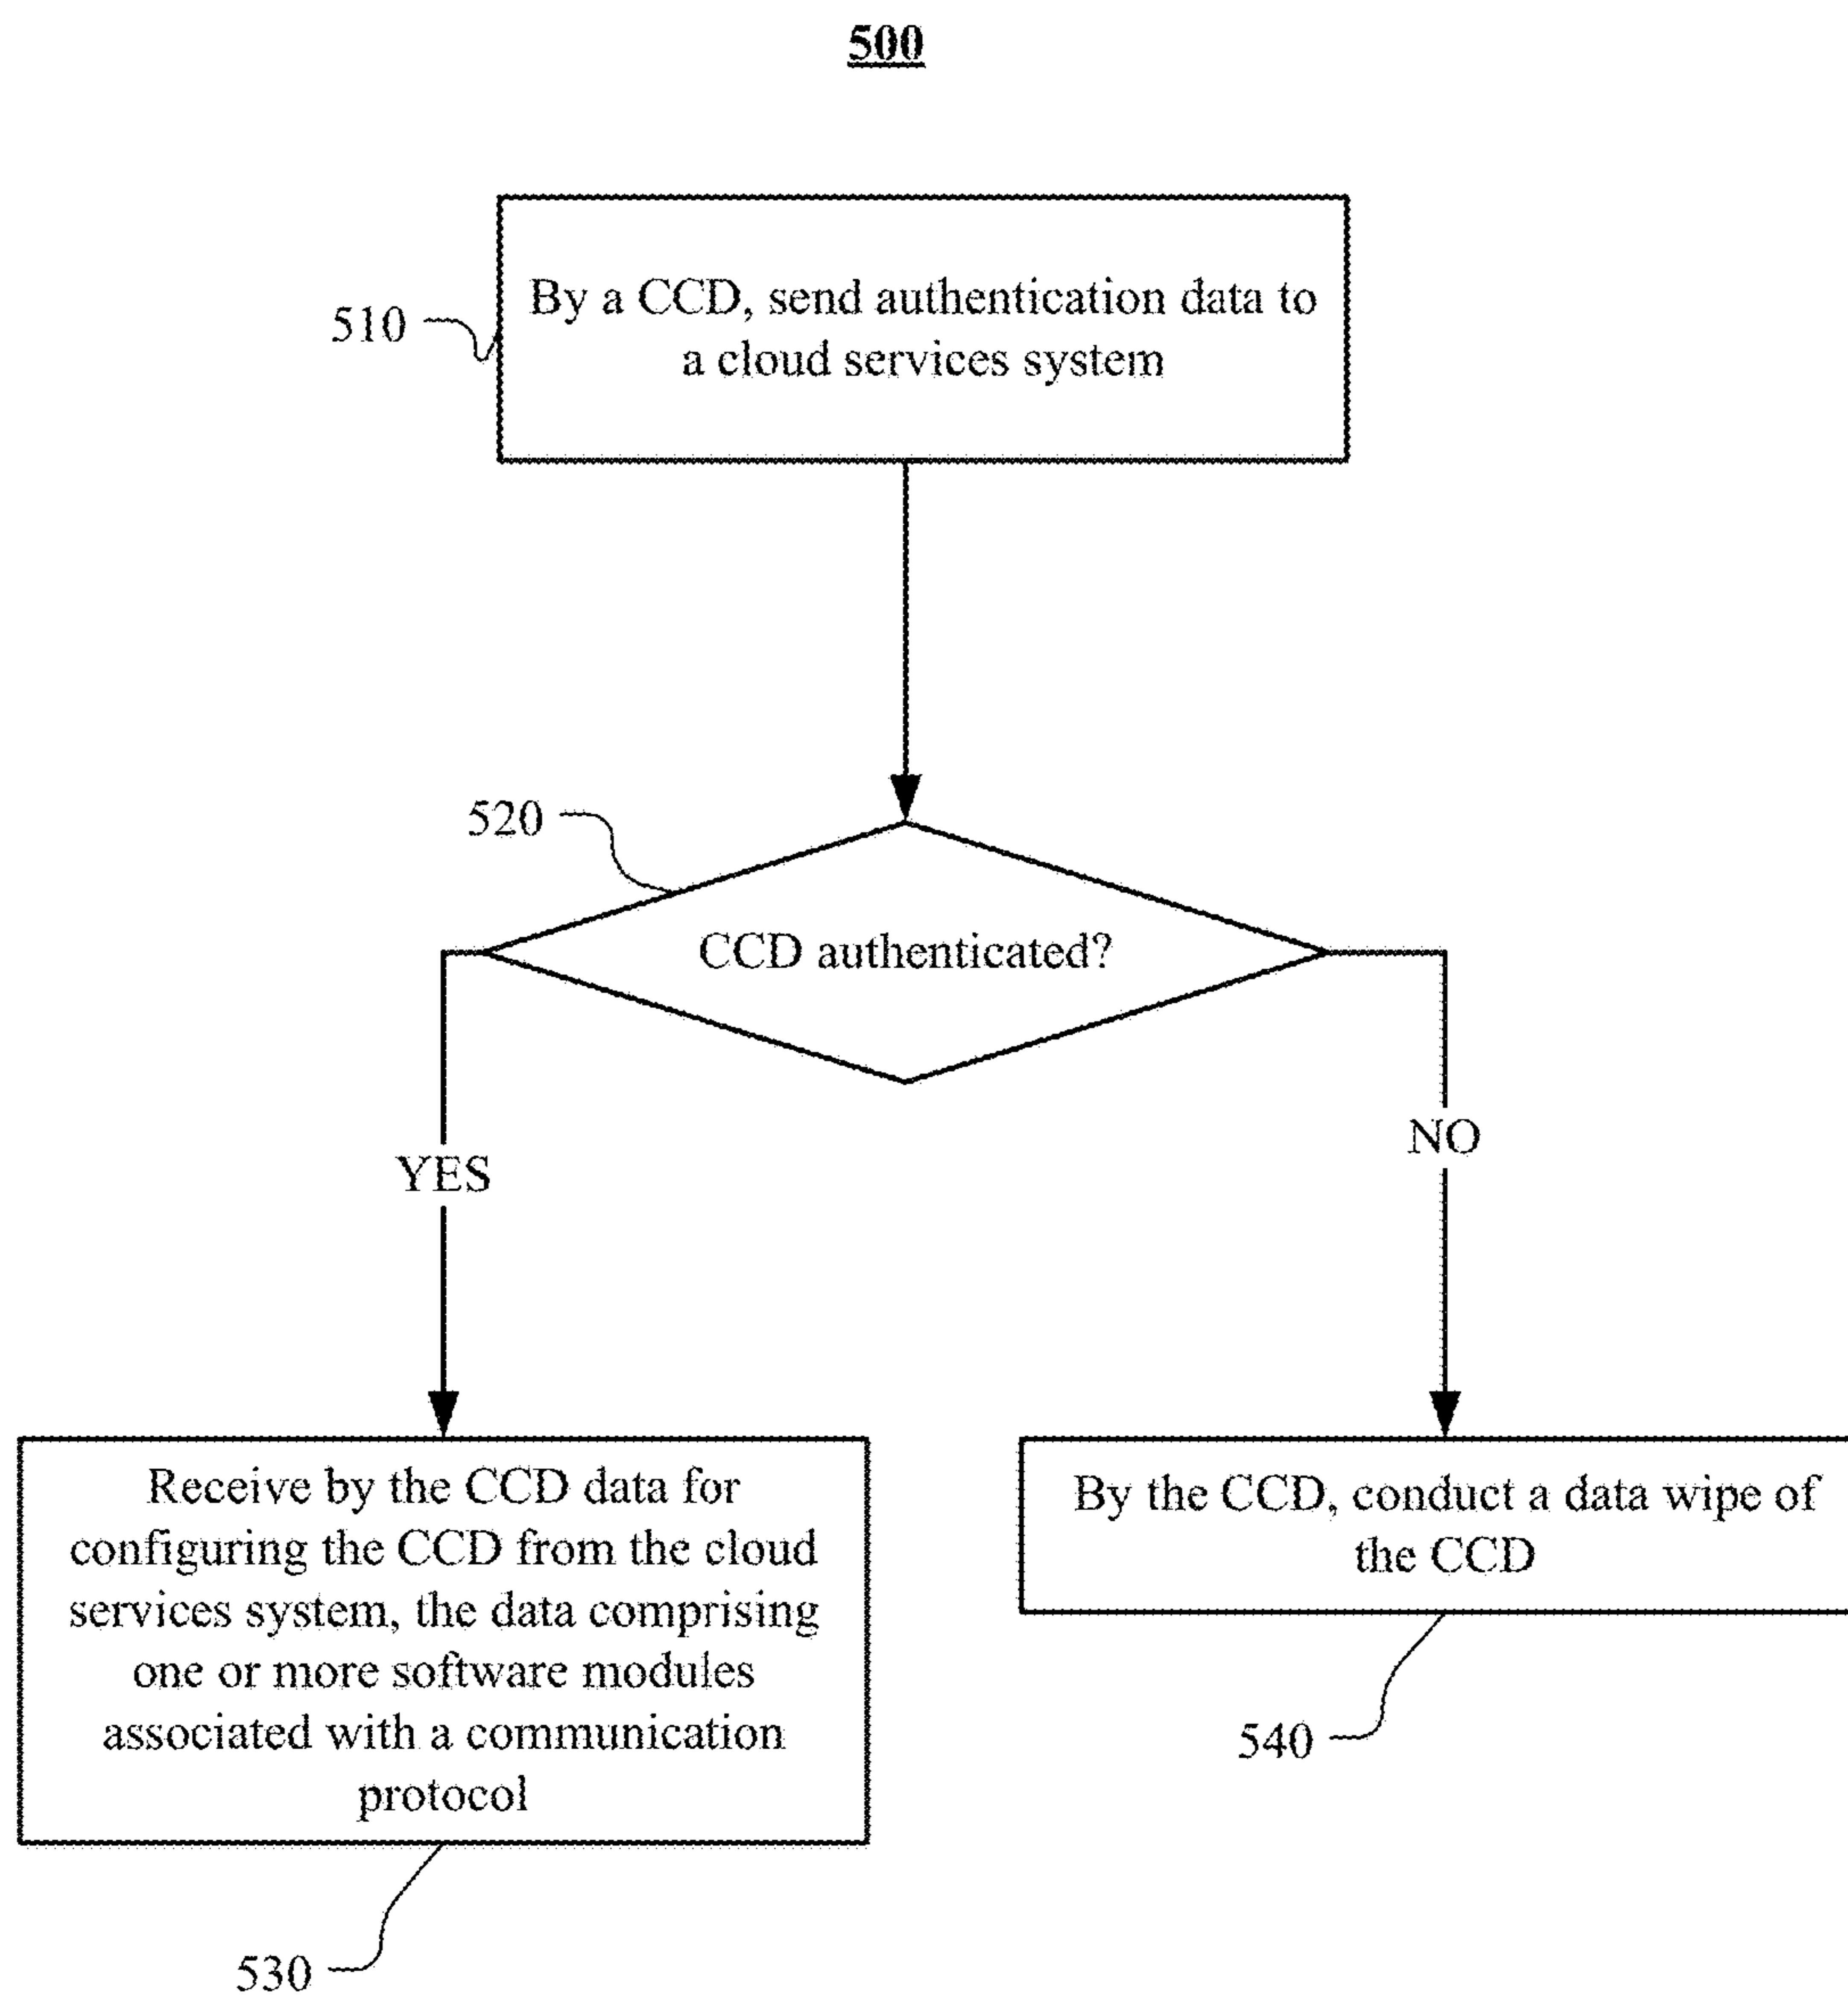 500
510
By a CCD, send authentication data to
a cloud services system
520
CCD authenticated?
YES
NO
Receive by the CCD data for
configuring the CCD from the cloud
services system, the data comprising
one or more software modules
associated with a communication
protocol
By the CCD, conduct a data wipe of
the CCD
540
530